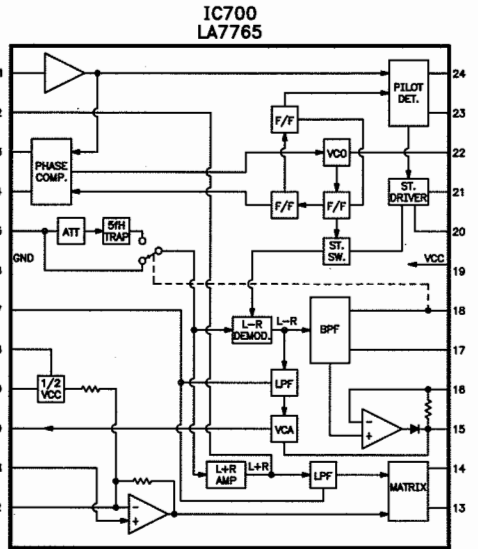 IC700
LA7765
PILOT
DET.
24
23
F/F
PHASE
COMP.
VCO
22
F/F
F/F
ST.
DRIVER
21
20
ATT
5fH
TRAP
ST.
SW.
GND
VCC
19
18
L-R
DEMOD.
L-R
BPF
17
LPF
1/2
VCC
16
VCA
15
L+R
AMP
L+R
LPF
MATRIX
14
13
-
+
-
+